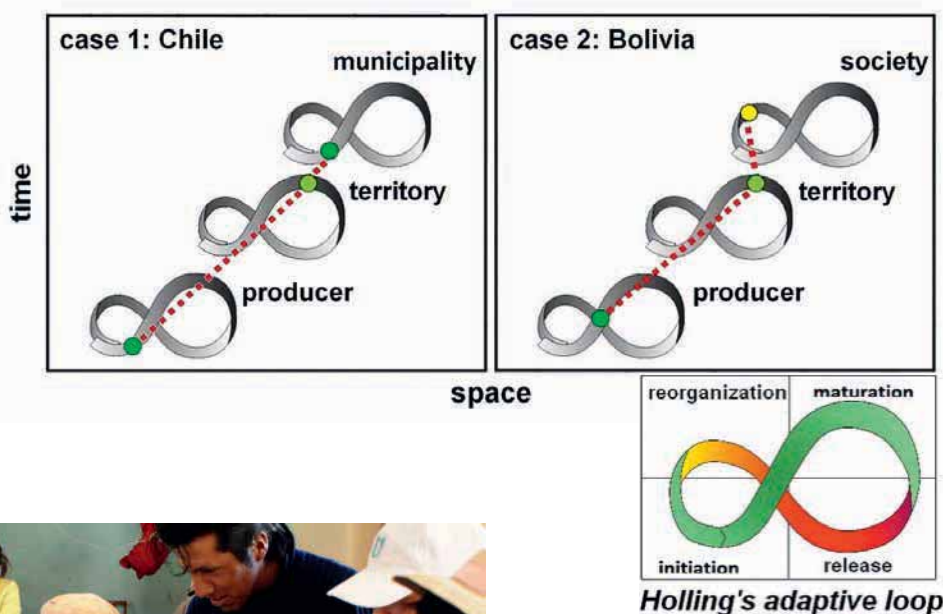 case 1: Chile
municipality
territory
producer
case 2: Bolivia
society
territory
producer
time
space
reorganization
maturation
initiation
release
Holling's adaptive loop